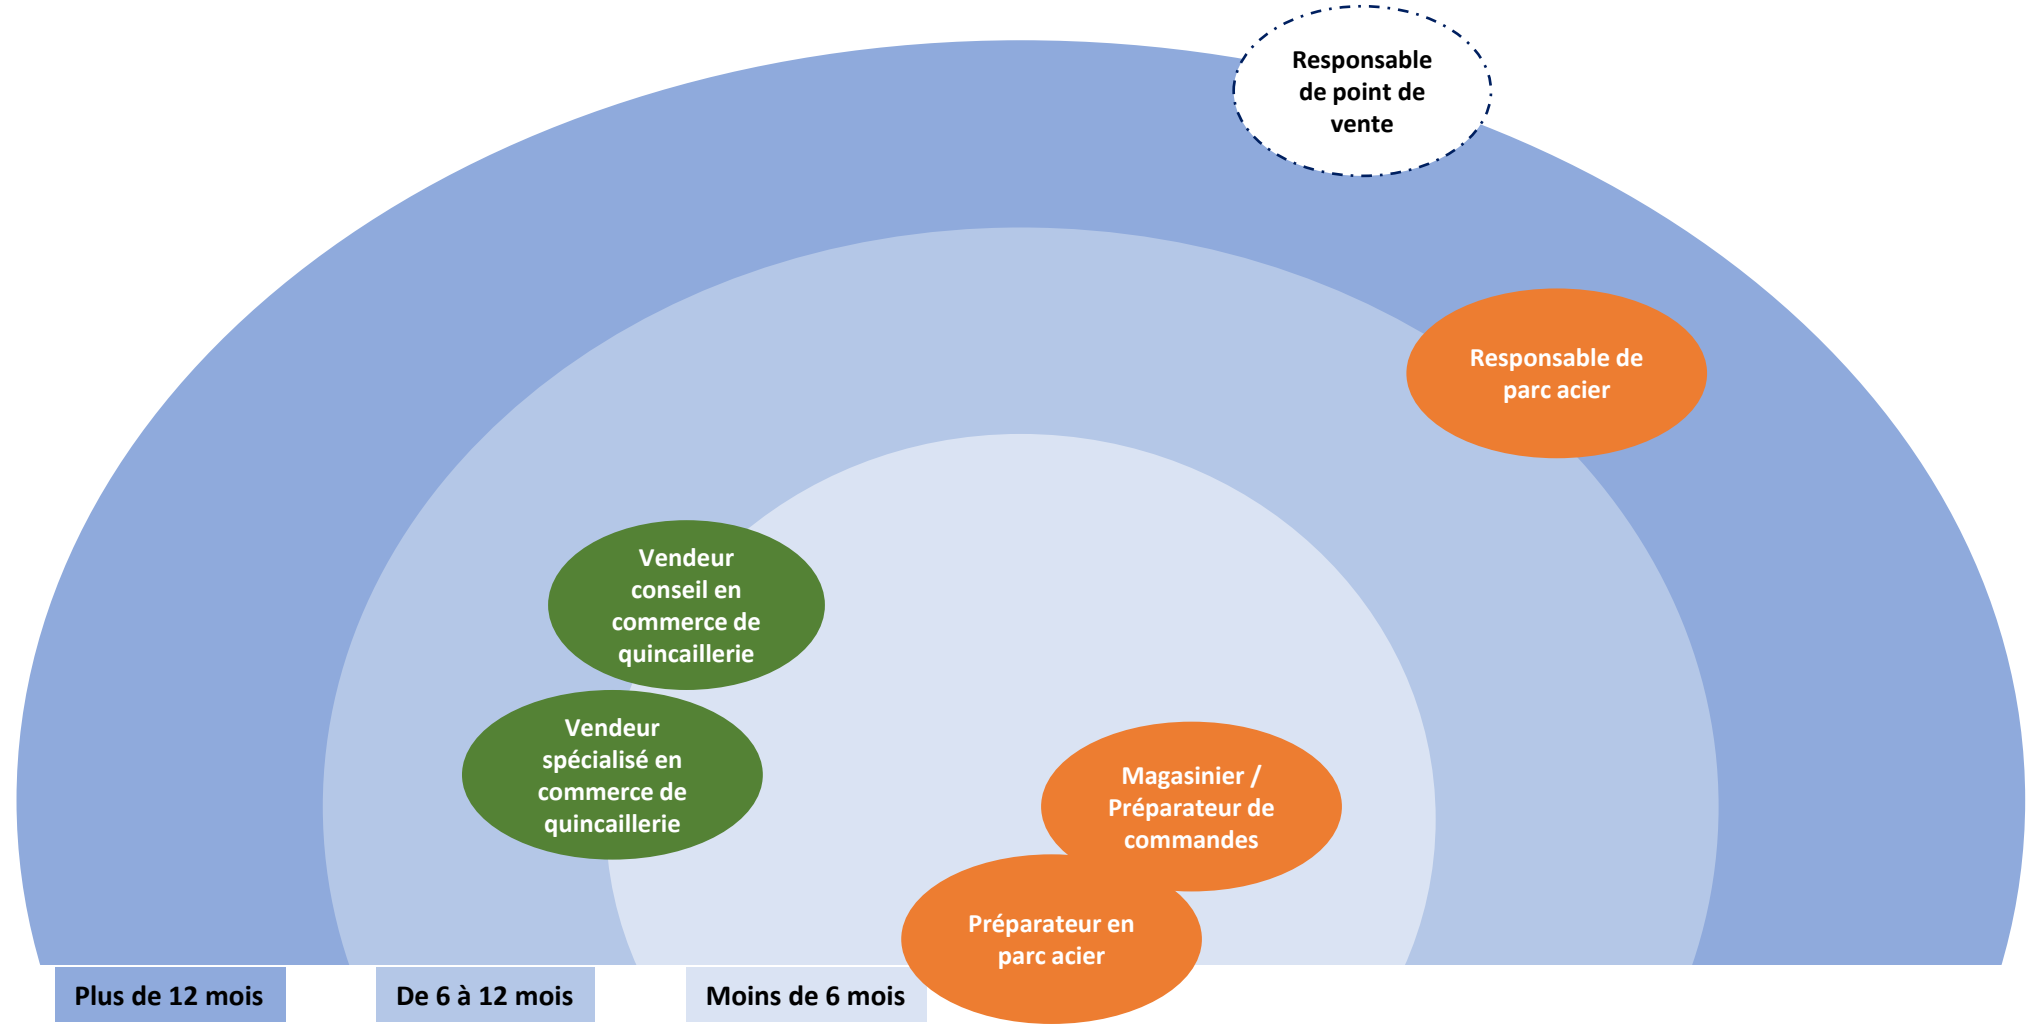 Responsable
de point de
vente
Responsable de
parc acier
Vendeur
conseil en
commerce de
quincaillerie
Vendeur
spécialisé en
commerce de
quincaillerie
Magasinier /
Préparateur de
commandes
Préparateur en
parc acier
Plus de 12 mois
De 6 à 12 mois
Moins de 6 mois